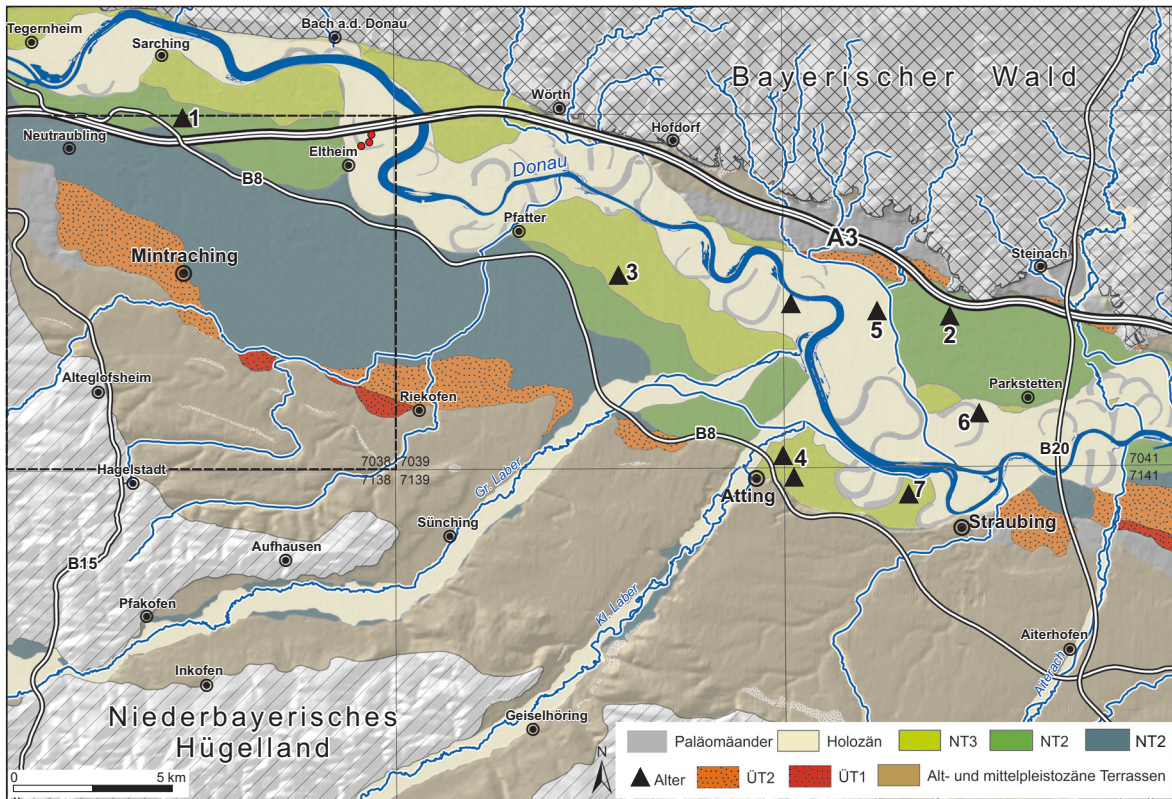 Tegernheim
Bach a.d. Donau
Sarching
Bayerischer Wald
Wörth
1
Hofdorf
Neutraubling
Eltheim
Donau
B8
Pfatter
A3
Mintraching
Steinach
3
5
2
Alteglofsheim
Parkstetten
Riekofen
6
B8
B20
7038 7039
7138 7139
7041
7141
Hagelstadt
Gr. Laber
4
Atting
7
Straubing
Sünching
Aufhausen
B15
Pfakofen
Kl. Laber
Aiterhofen
Inkofen
Aiterach
Niederbayerisches
Hügelland
Geiselhöring
N
Paläomäander Holozän NT3 NT2 NT2
Alter ÜT2 ÜT1 Alt- und mittelpleistozäne Terrassen
0 5 km